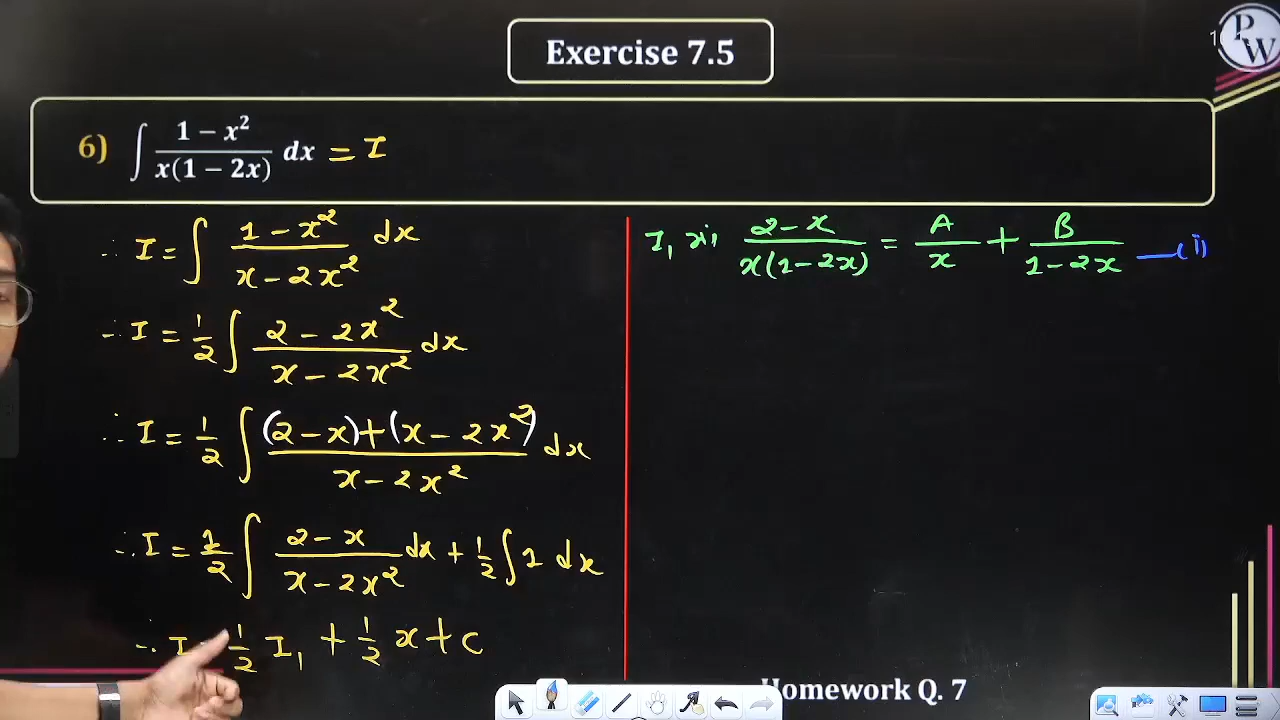 Exercise 7.5
PW
6) ∫ (1 − x²)/(x(1 − 2x)) dx = I
∴ I = ∫ (1 − x²)/(x − 2x²) dx
∴ I = 1/2 ∫ (2 − 2x²)/(x − 2x²) dx
∴ I = 1/2 ∫ ((2 − x) + (x − 2x²))/(x − 2x²) dx
∴ I = 1/2 ∫ (2 − x)/(x − 2x²) dx + 1/2 ∫ 1 dx
∴ I = 1/2 I₁ + 1/2 x + c
(2 − x)/(x(1 − 2x)) = A/x + B/(1 − 2x) —(i)
Homework Q. 7